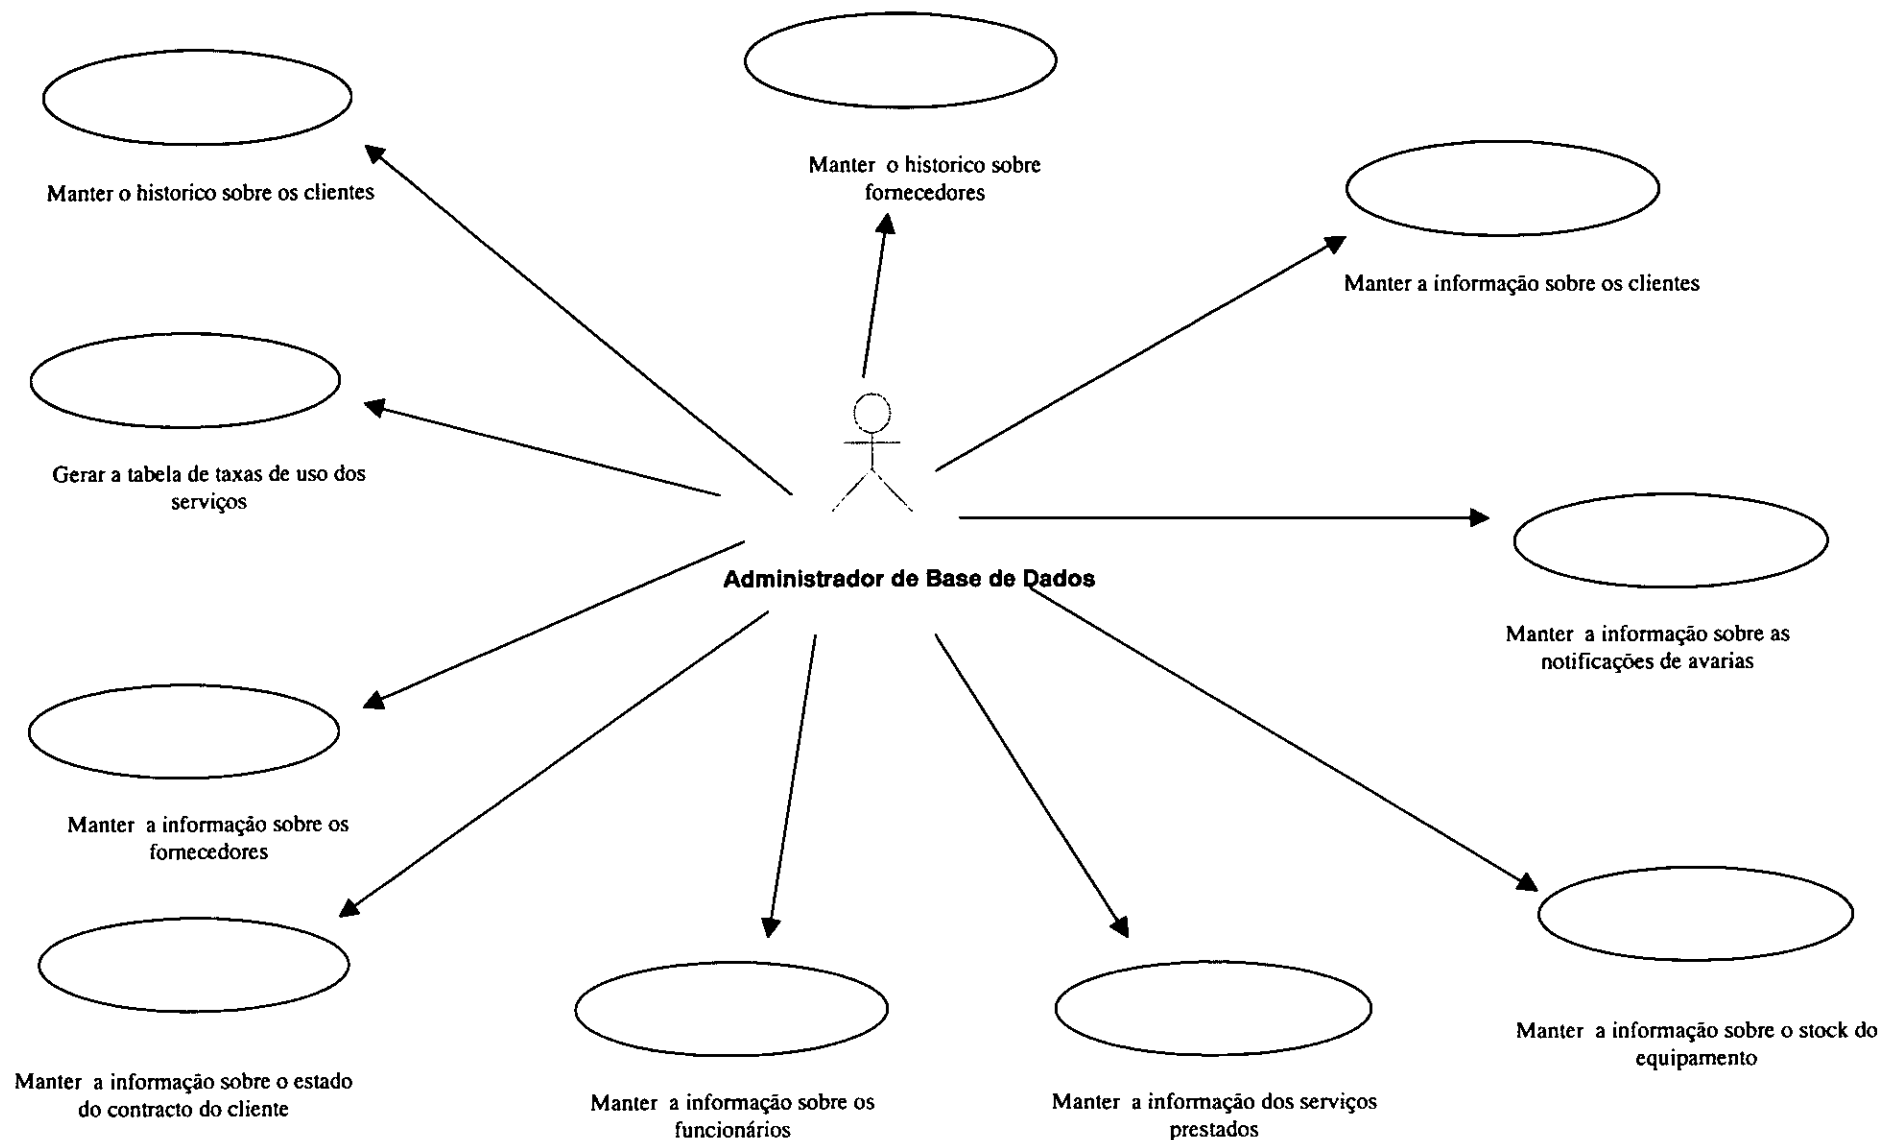 Manter o historico sobre
fornecedores
Manter o historico sobre os clientes
Manter a informação sobre os clientes
Gerar a tabela de taxas de uso dos
serviços
Administrador de Base de Dados
Manter a informação sobre as
notificações de avarias
Manter a informação sobre os
fornecedores
Manter a informação sobre o stock do
equipamento
Manter a informação sobre o estado
do contracto do cliente
Manter a informação sobre os
funcionários
Manter a informação dos serviços
prestados